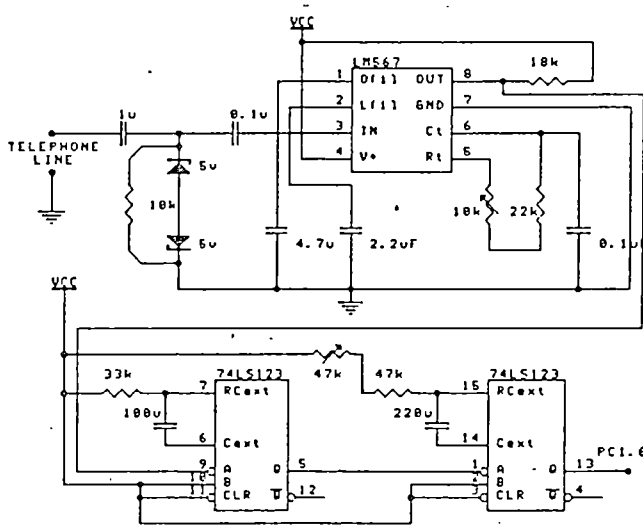 VCC
LM567
18k
1 O[1] OUT 8
2 L[1] GND 7
3 IN Ct 6
4 V+ Rt 5
1u
0.1u
TELEPHONE
LINE
5u
10k
5u
10k
22k
4.7u
2.2uF
0.1u
VCC
33k
74LS123
47k
47k
74LS123
7 RCext
15 RCext
100u
220u
6 Cext
14 Cext
9 A Q 5
10 B
11 CLR Q 12
1 A Q 13
2 B
3 CLR Q 4
PC1.6